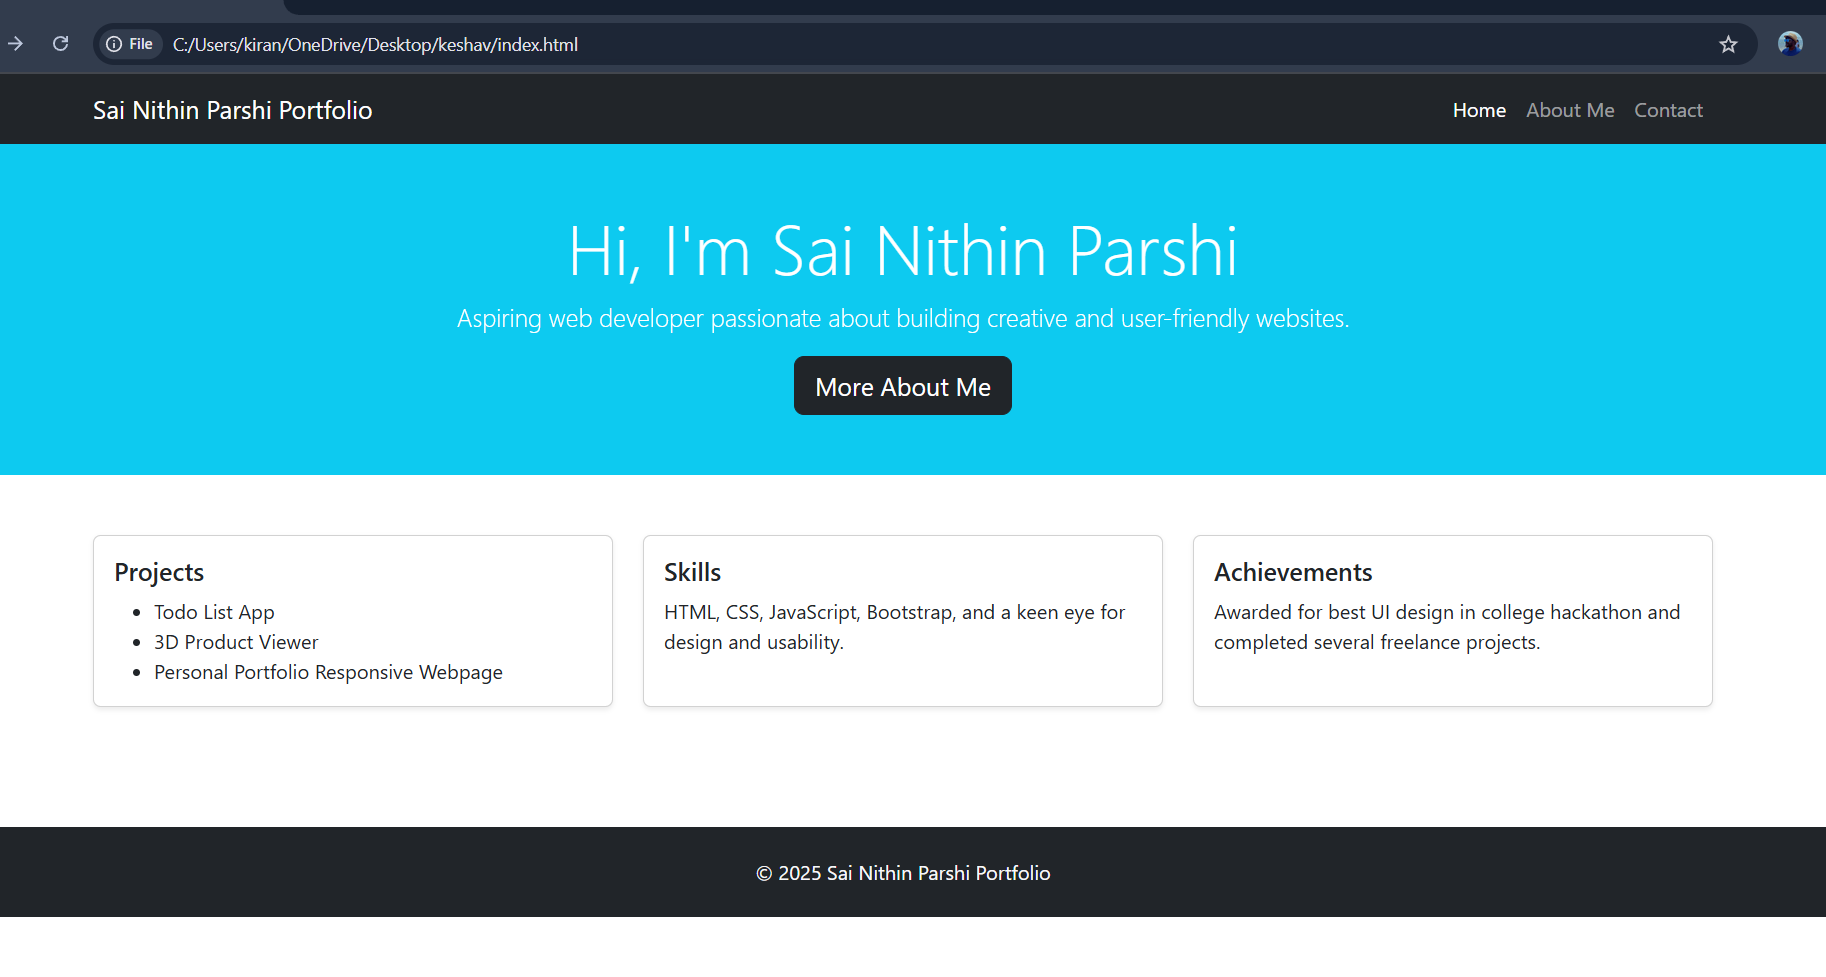 File C:/Users/kiran/OneDrive/Desktop/keshav/index.html
Sai Nithin Parshi Portfolio
Home About Me Contact
Hi, I'm Sai Nithin Parshi
Aspiring web developer passionate about building creative and user-friendly websites.
More About Me
Projects
• Todo List App
• 3D Product Viewer
• Personal Portfolio Responsive Webpage
Skills
HTML, CSS, JavaScript, Bootstrap, and a keen eye for
design and usability.
Achievements
Awarded for best UI design in college hackathon and
completed several freelance projects.
© 2025 Sai Nithin Parshi Portfolio